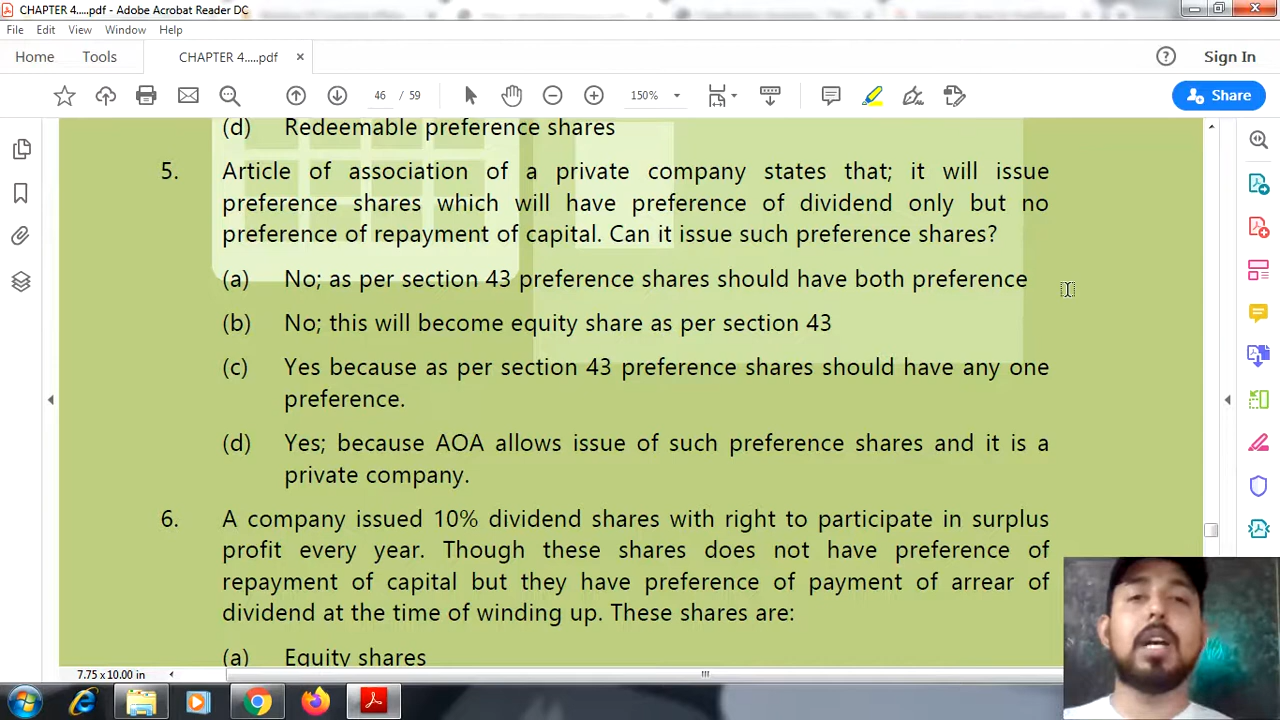 CHAPTER 4.....pdf - Adobe Acrobat Reader DC
File Edit View Window Help
Home Tools CHAPTER 4.....pdf × Sign In
46 / 59 150% Share
(d) Redeemable preference shares
5. Article of association of a private company states that; it will issue
preference shares which will have preference of dividend only but no
preference of repayment of capital. Can it issue such preference shares?
(a) No; as per section 43 preference shares should have both preference
(b) No; this will become equity share as per section 43
(c) Yes because as per section 43 preference shares should have any one
preference.
(d) Yes; because AOA allows issue of such preference shares and it is a
private company.
6. A company issued 10% dividend shares with right to participate in surplus
profit every year. Though these shares does not have preference of
repayment of capital but they have preference of payment of arrear of
dividend at the time of winding up. These shares are:
(a) Equity shares
7.75 x 10.00 in